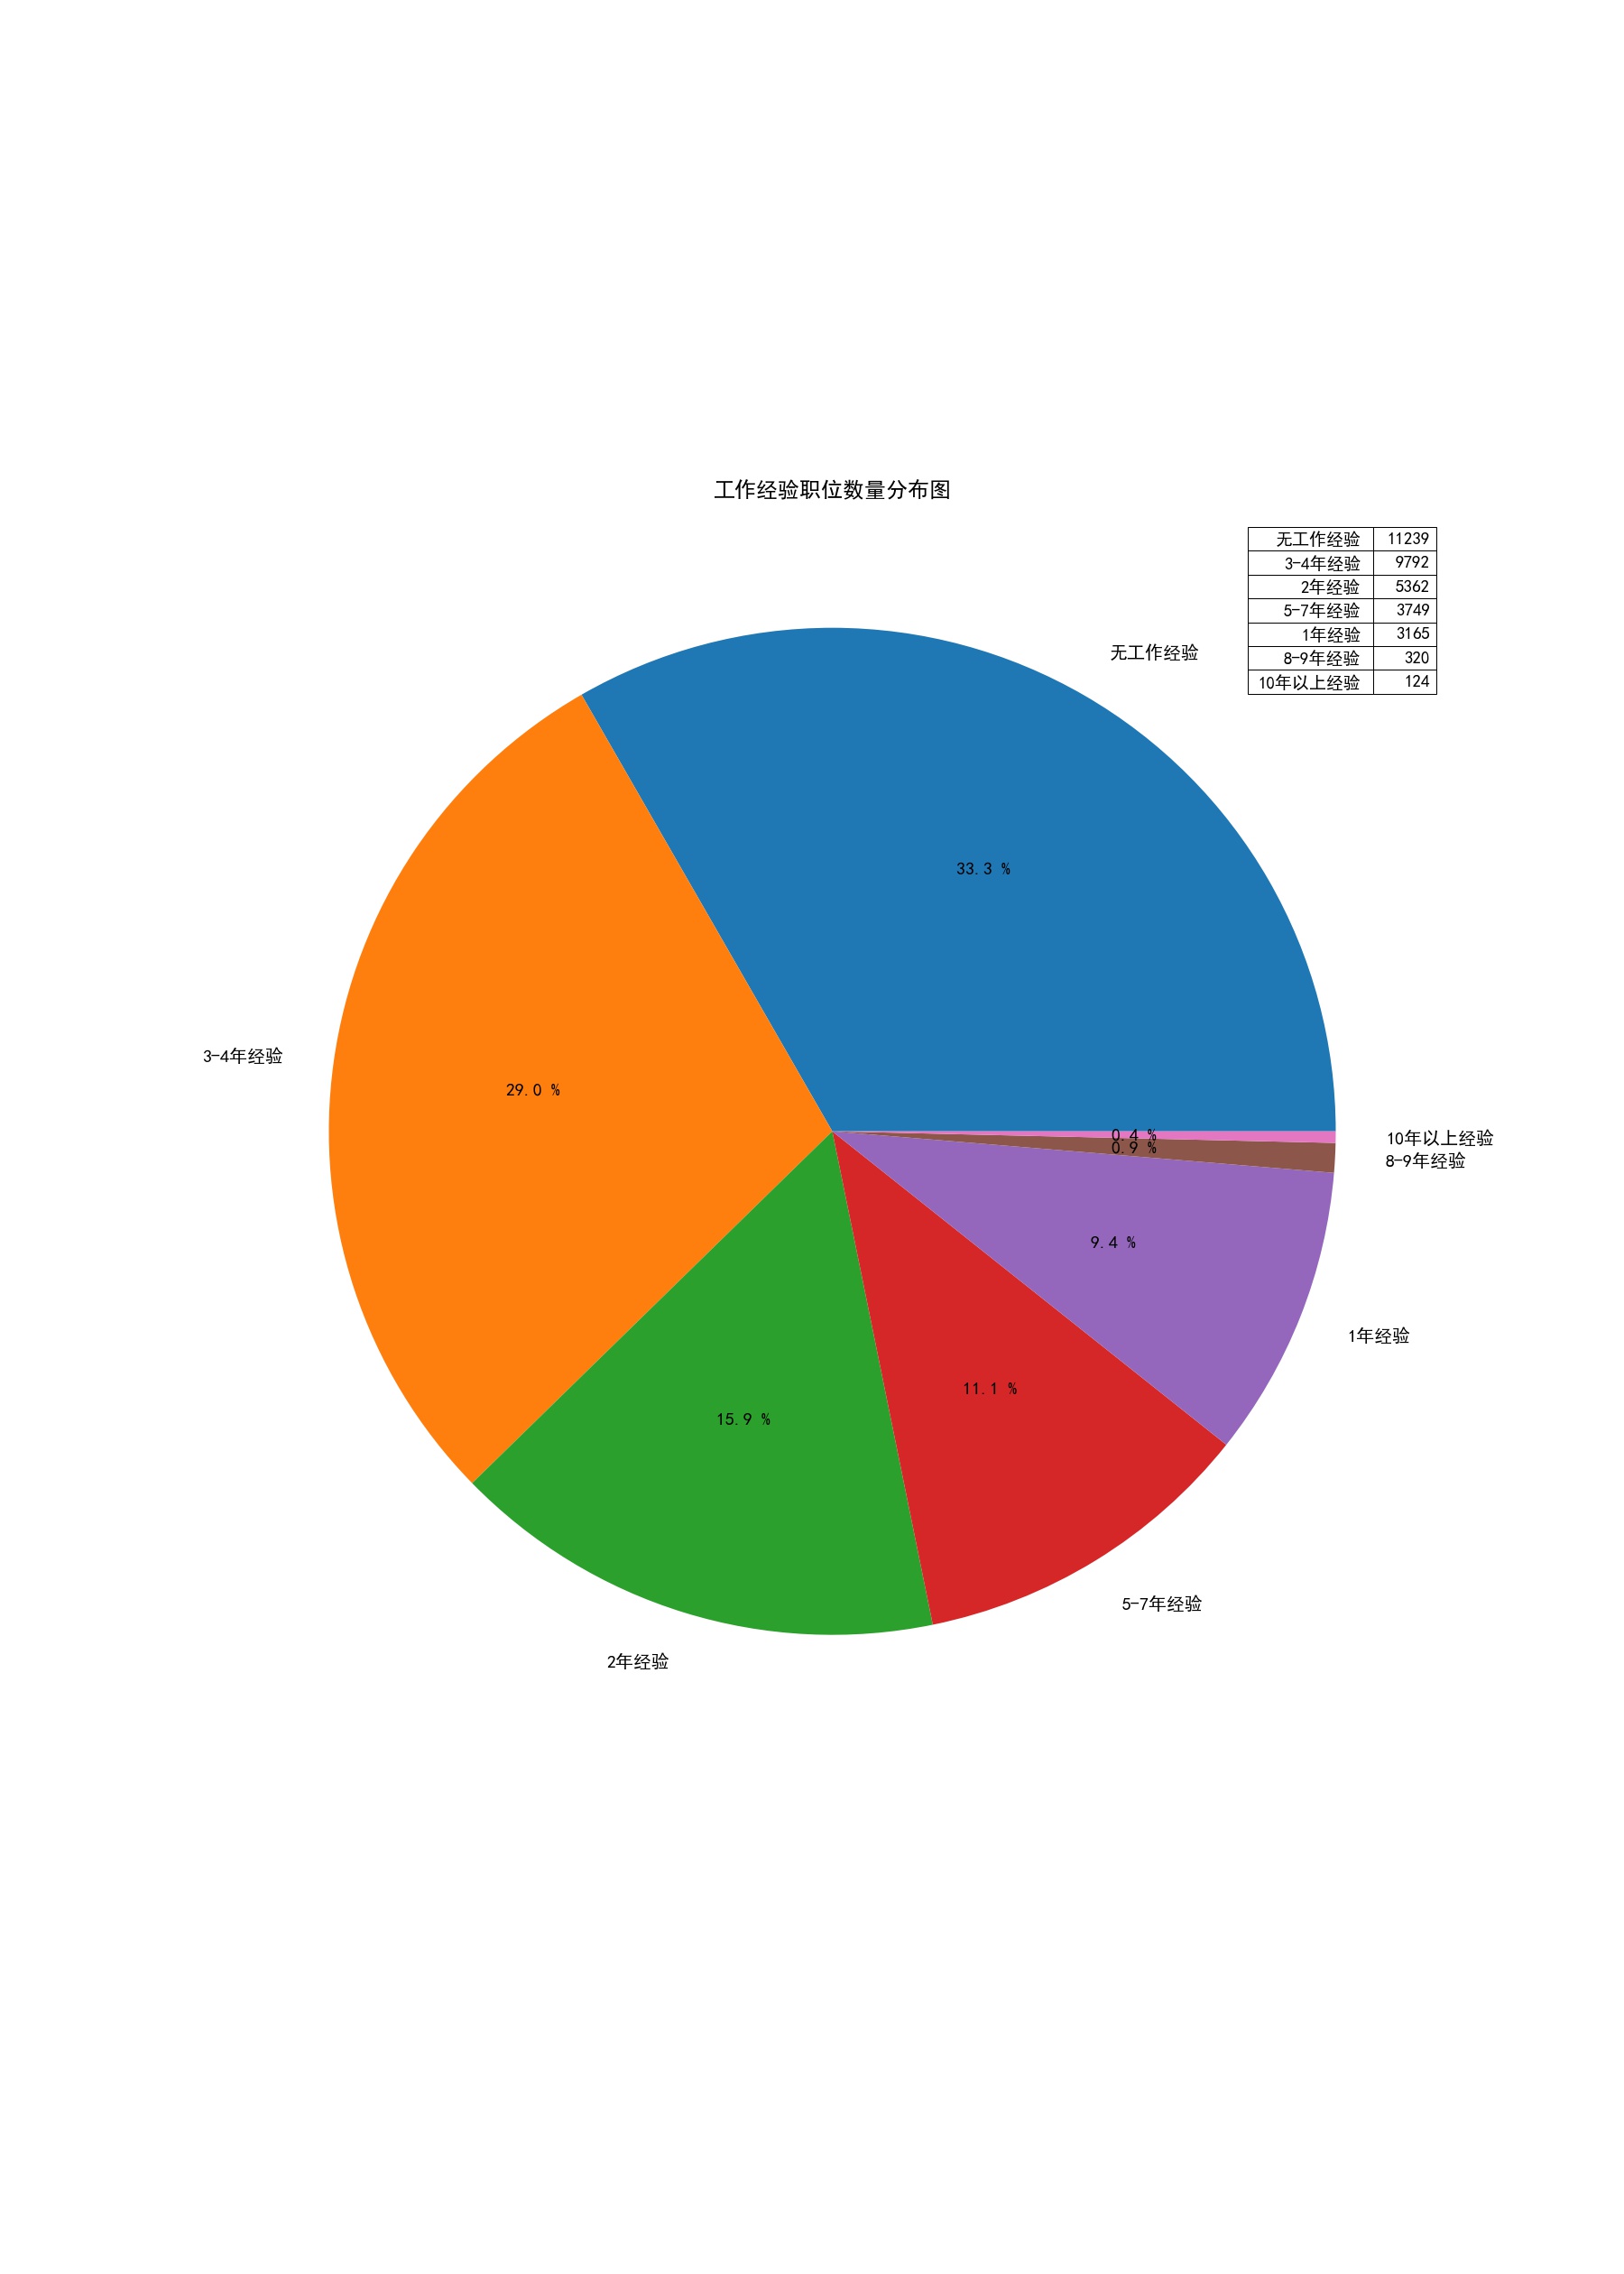 工作经验职位数量分布图
无工作经验 11239
3-4年经验 9792
2年经验 5362
5-7年经验 3749
1年经验 3165
8-9年经验 320
10年以上经验 124
无工作经验
33.3 %
3-4年经验
29.0 %
0.4 %
10年以上经验
0.9 %
8-9年经验
9.4 %
1年经验
11.1 %
15.9 %
5-7年经验
2年经验